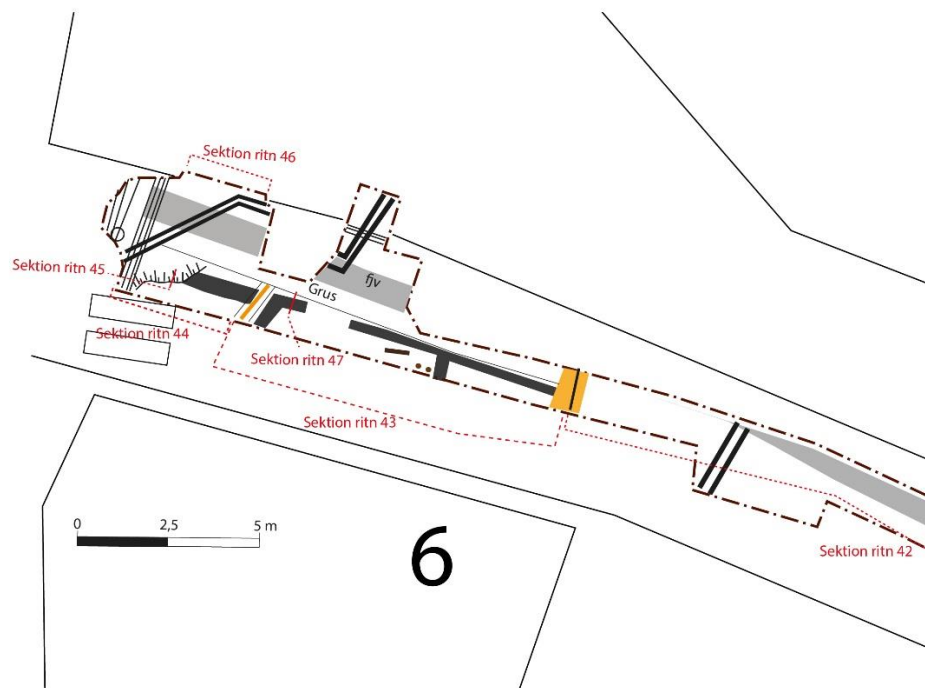 Sektion ritn 46
Sektion ritn 45
fjv
Grus
Sektion ritn 44
Sektion ritn 47
Sektion ritn 43
0 2,5 5 m
6
Sektion ritn 42